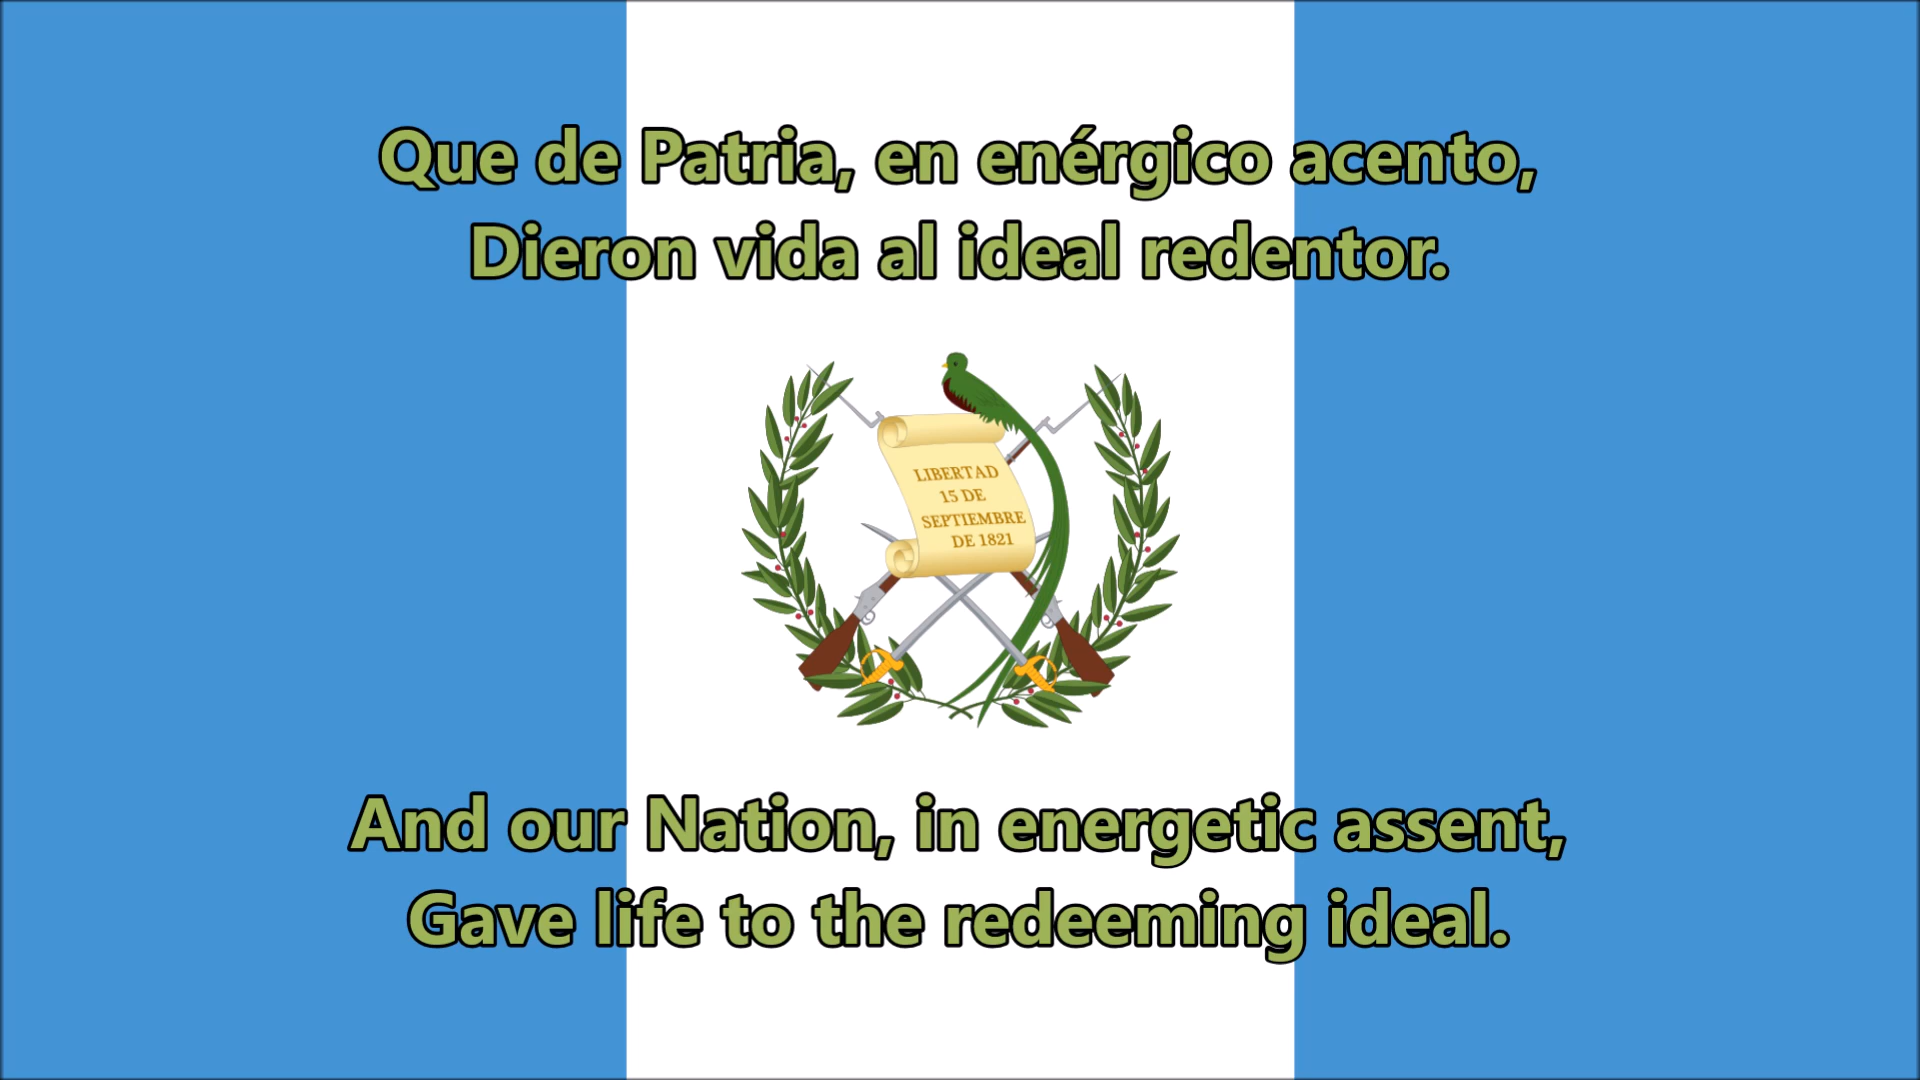 Que de Patria, en enérgico acento,
Dieron vida al ideal redentor.
LIBERTAD
15 DE
SEPTIEMBRE
DE 1821
And our Nation, in energetic assent,
Gave life to the redeeming ideal.